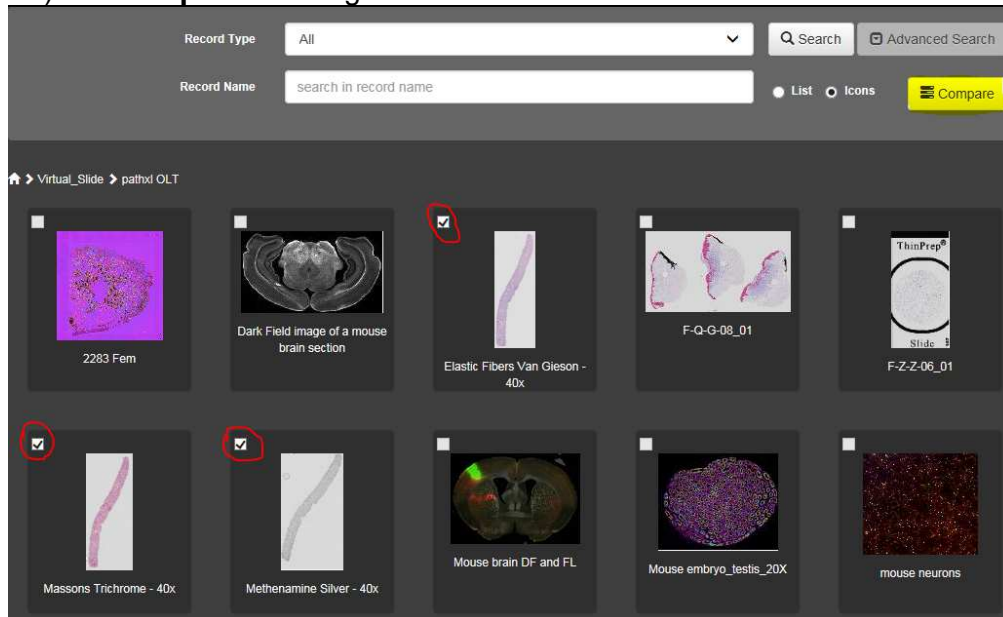 Record Type All Search Advanced Search
Record Name search in record name List Icons Compare
Virtual_Slide pathxl OLT
2283 Fem
Dark Field image of a mouse
brain section
Elastic Fibers Van Gieson -
40x
F-Q-G-08_01
ThinPrep®
Slide
F-Z-Z-06_01
Massons Trichrome - 40x
Methenamine Silver - 40x
Mouse brain DF and FL
Mouse embryo_testis_20X
mouse neurons